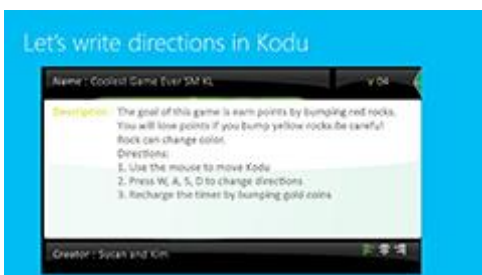 Let's write directions in Kodu
Name : Coolest Game Ever SM KL
v 04
Description: The goal of this game is earn points by bumping red rocks.
You will lose points if you bump yellow rocks.Be careful!
Rock can change color.
Directions:
1. Use the mouse to move Kodu
2. Press W, A, S, D to change directions
3. Recharge the timer by bumping gold coins
Creator : Susan and Kim